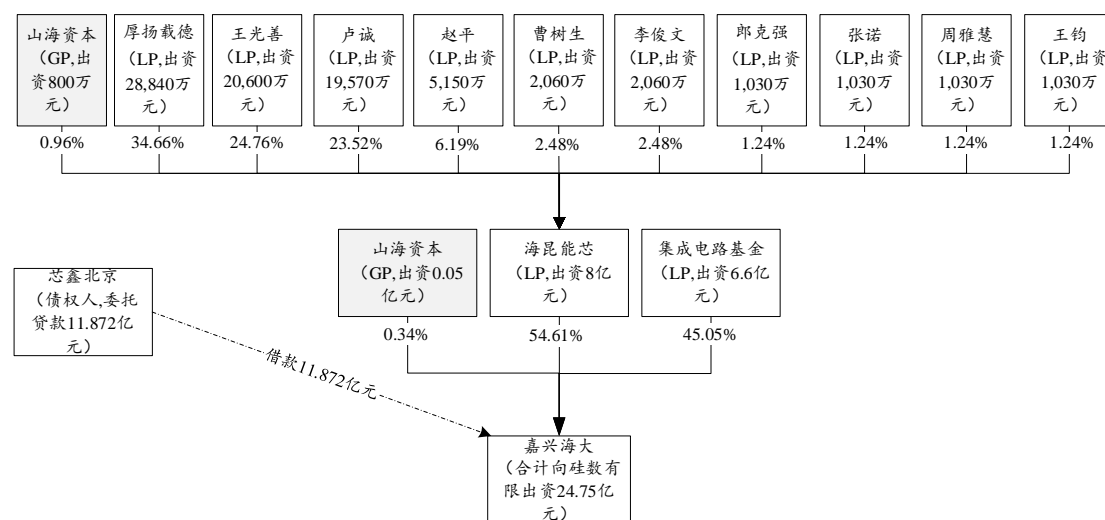 山海资本
（GP,出
资800万
元）
厚扬载德
（LP,出资
28,840万
元）
王光善
（LP,出资
20,600万
元）
卢诚
（LP,出资
19,570万
元）
赵平
（LP,出资
5,150万
元）
曹树生
（LP,出资
2,060万
元）
李俊文
（LP,出资
2,060万
元）
郎克强
（LP,出资
1,030万
元）
张诺
（LP,出资
1,030万
元）
周雅慧
（LP,出资
1,030万
元）
王钧
（LP,出资
1,030万
元）
0.96%
34.66%
24.76%
23.52%
6.19%
2.48%
2.48%
1.24%
1.24%
1.24%
1.24%
山海资本
（GP,出资0.05
亿元）
海昆能芯
（LP,出资8亿
元）
集成电路基金
（LP,出资6.6亿
元）
芯鑫北京
（债权人,委托
贷款11.872亿
元）
0.34%
54.61%
45.05%
借款11.872亿元
嘉兴海大
（合计向硅数有
限出资24.75亿
元）